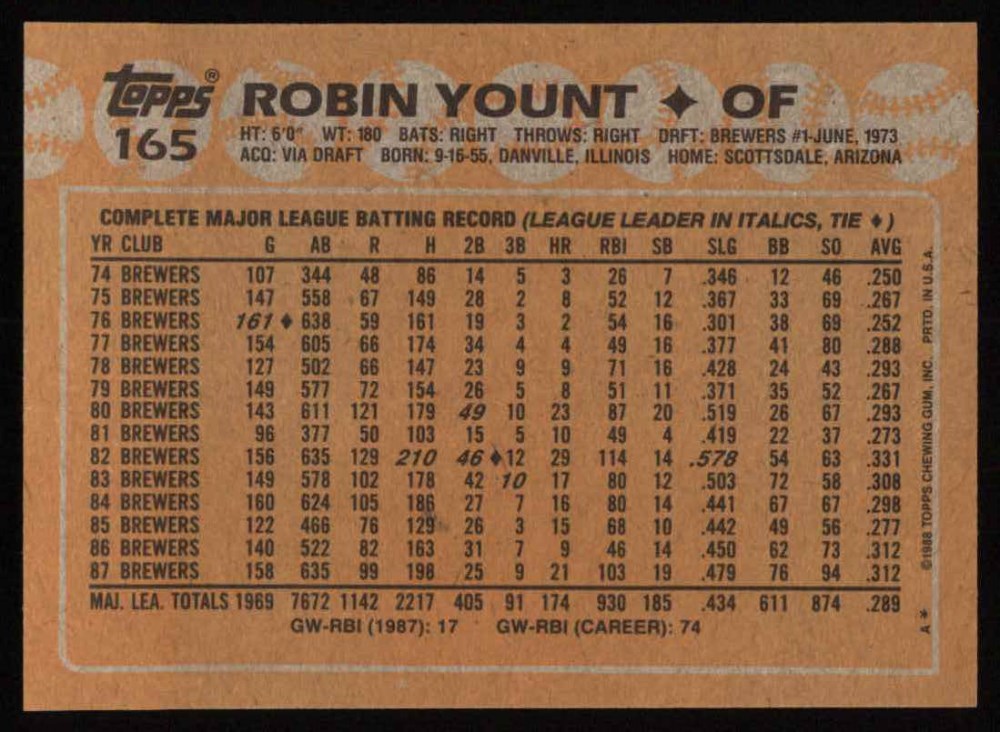 topps® ROBIN YOUNT ✦ OF
165
HT: 6'0" WT: 180 BATS: RIGHT THROWS: RIGHT DRFT: BREWERS #1-JUNE, 1973
ACQ: VIA DRAFT BORN: 9-16-55, DANVILLE, ILLINOIS HOME: SCOTTSDALE, ARIZONA
COMPLETE MAJOR LEAGUE BATTING RECORD (LEAGUE LEADER IN ITALICS, TIE ♦)
YR CLUB G AB R H 2B 3B HR RBI SB SLG BB SO AVG
74 BREWERS 107 344 48 86 14 5 3 26 7 .346 12 46 .250
75 BREWERS 147 558 67 149 28 2 8 52 12 .367 33 69 .267
76 BREWERS 161♦ 638 59 161 19 3 2 54 16 .301 38 69 .252
77 BREWERS 154 605 66 174 34 4 4 49 16 .377 41 80 .288
78 BREWERS 127 502 66 147 23 9 9 71 16 .428 24 43 .293
79 BREWERS 149 577 72 154 26 5 8 51 11 .371 35 52 .267
80 BREWERS 143 611 121 179 49 10 23 87 20 .519 26 67 .293
81 BREWERS 96 377 50 103 15 5 10 49 4 .419 22 37 .273
82 BREWERS 156 635 129 210 46♦ 12 29 114 14 .578 54 63 .331
83 BREWERS 149 578 102 178 42 10 17 80 12 .503 72 58 .308
84 BREWERS 160 624 105 186 27 7 16 80 14 .441 67 67 .298
85 BREWERS 122 466 76 129 26 3 15 68 10 .442 49 56 .277
86 BREWERS 140 522 82 163 31 7 9 46 14 .450 62 73 .312
87 BREWERS 158 635 99 198 25 9 21 103 19 .479 76 94 .312
MAJ. LEA. TOTALS 1969 7672 1142 2217 405 91 174 930 185 .434 611 874 .289
GW-RBI (1987): 17 GW-RBI (CAREER): 74
A* ©1988 TOPPS CHEWING GUM, INC. PRTD. IN U.S.A.